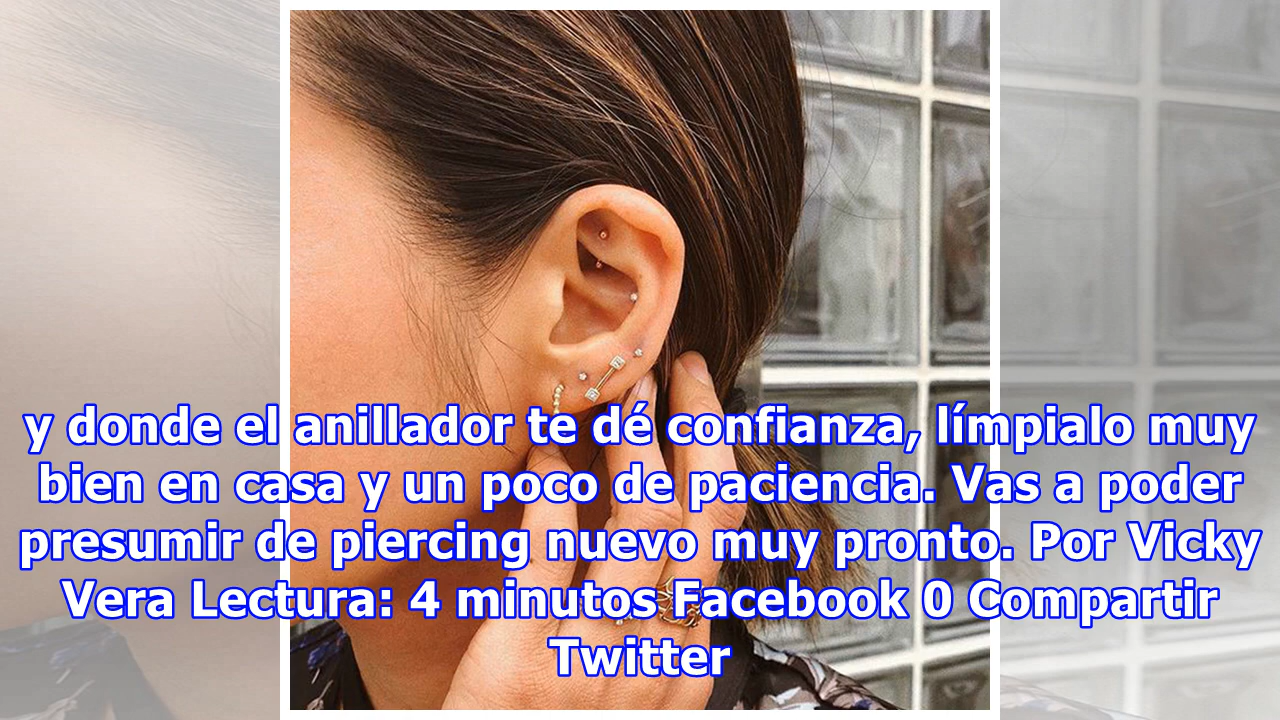 y donde el anillador te dé confianza, límpialo muy
bien en casa y un poco de paciencia. Vas a poder
presumir de piercing nuevo muy pronto. Por Vicky
Vera Lectura: 4 minutos Facebook 0 Compartir
Twitter